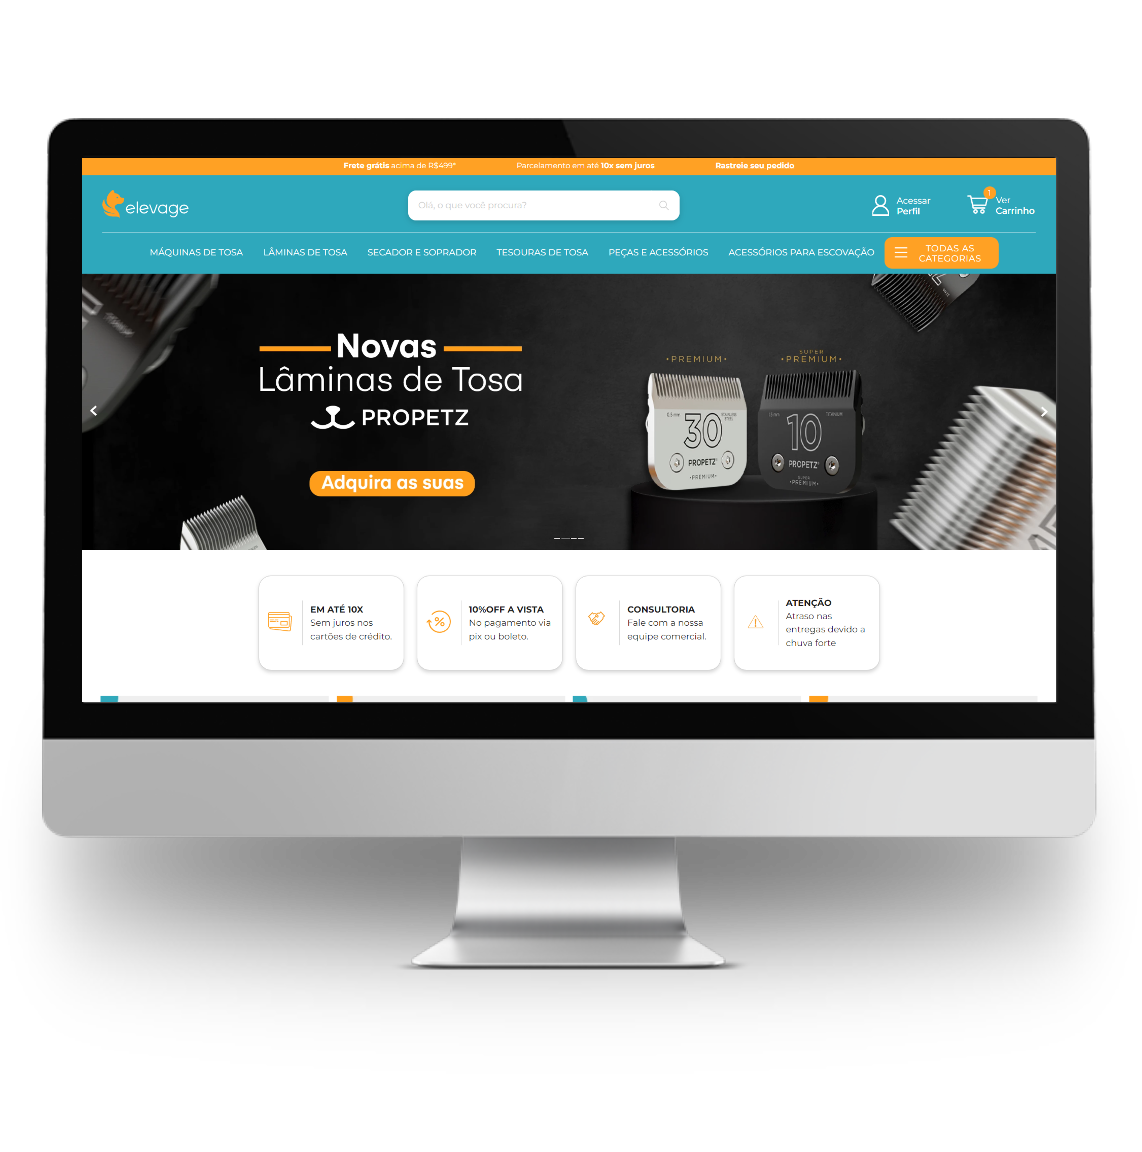 Frete grátis acima de R$499* Parcelamento em até 10x sem juros Rastreie seu pedido
elevage
Olá, o que você procura?
Acessar
Perfil
1
Ver
Carrinho
MÁQUINAS DE TOSA LÂMINAS DE TOSA SECADOR E SOPRADOR TESOURAS DE TOSA PEÇAS E ACESSÓRIOS ACESSÓRIOS PARA ESCOVAÇÃO
TODAS AS
CATEGORIAS
Novas
Lâminas de Tosa
PROPETZ
Adquira as suas
•PREMIUM•
SUPER
•PREMIUM•
30
PROPETZ
PREMIUM
TITANIUM
10
PROPETZ
SUPER
PREMIUM
EM ATÉ 10X
Sem juros nos
cartões de crédito.
10%OFF A VISTA
No pagamento via
pix ou boleto.
CONSULTORIA
Fale com a nossa
equipe comercial.
ATENÇÃO
Atraso nas
entregas devido a
chuva forte